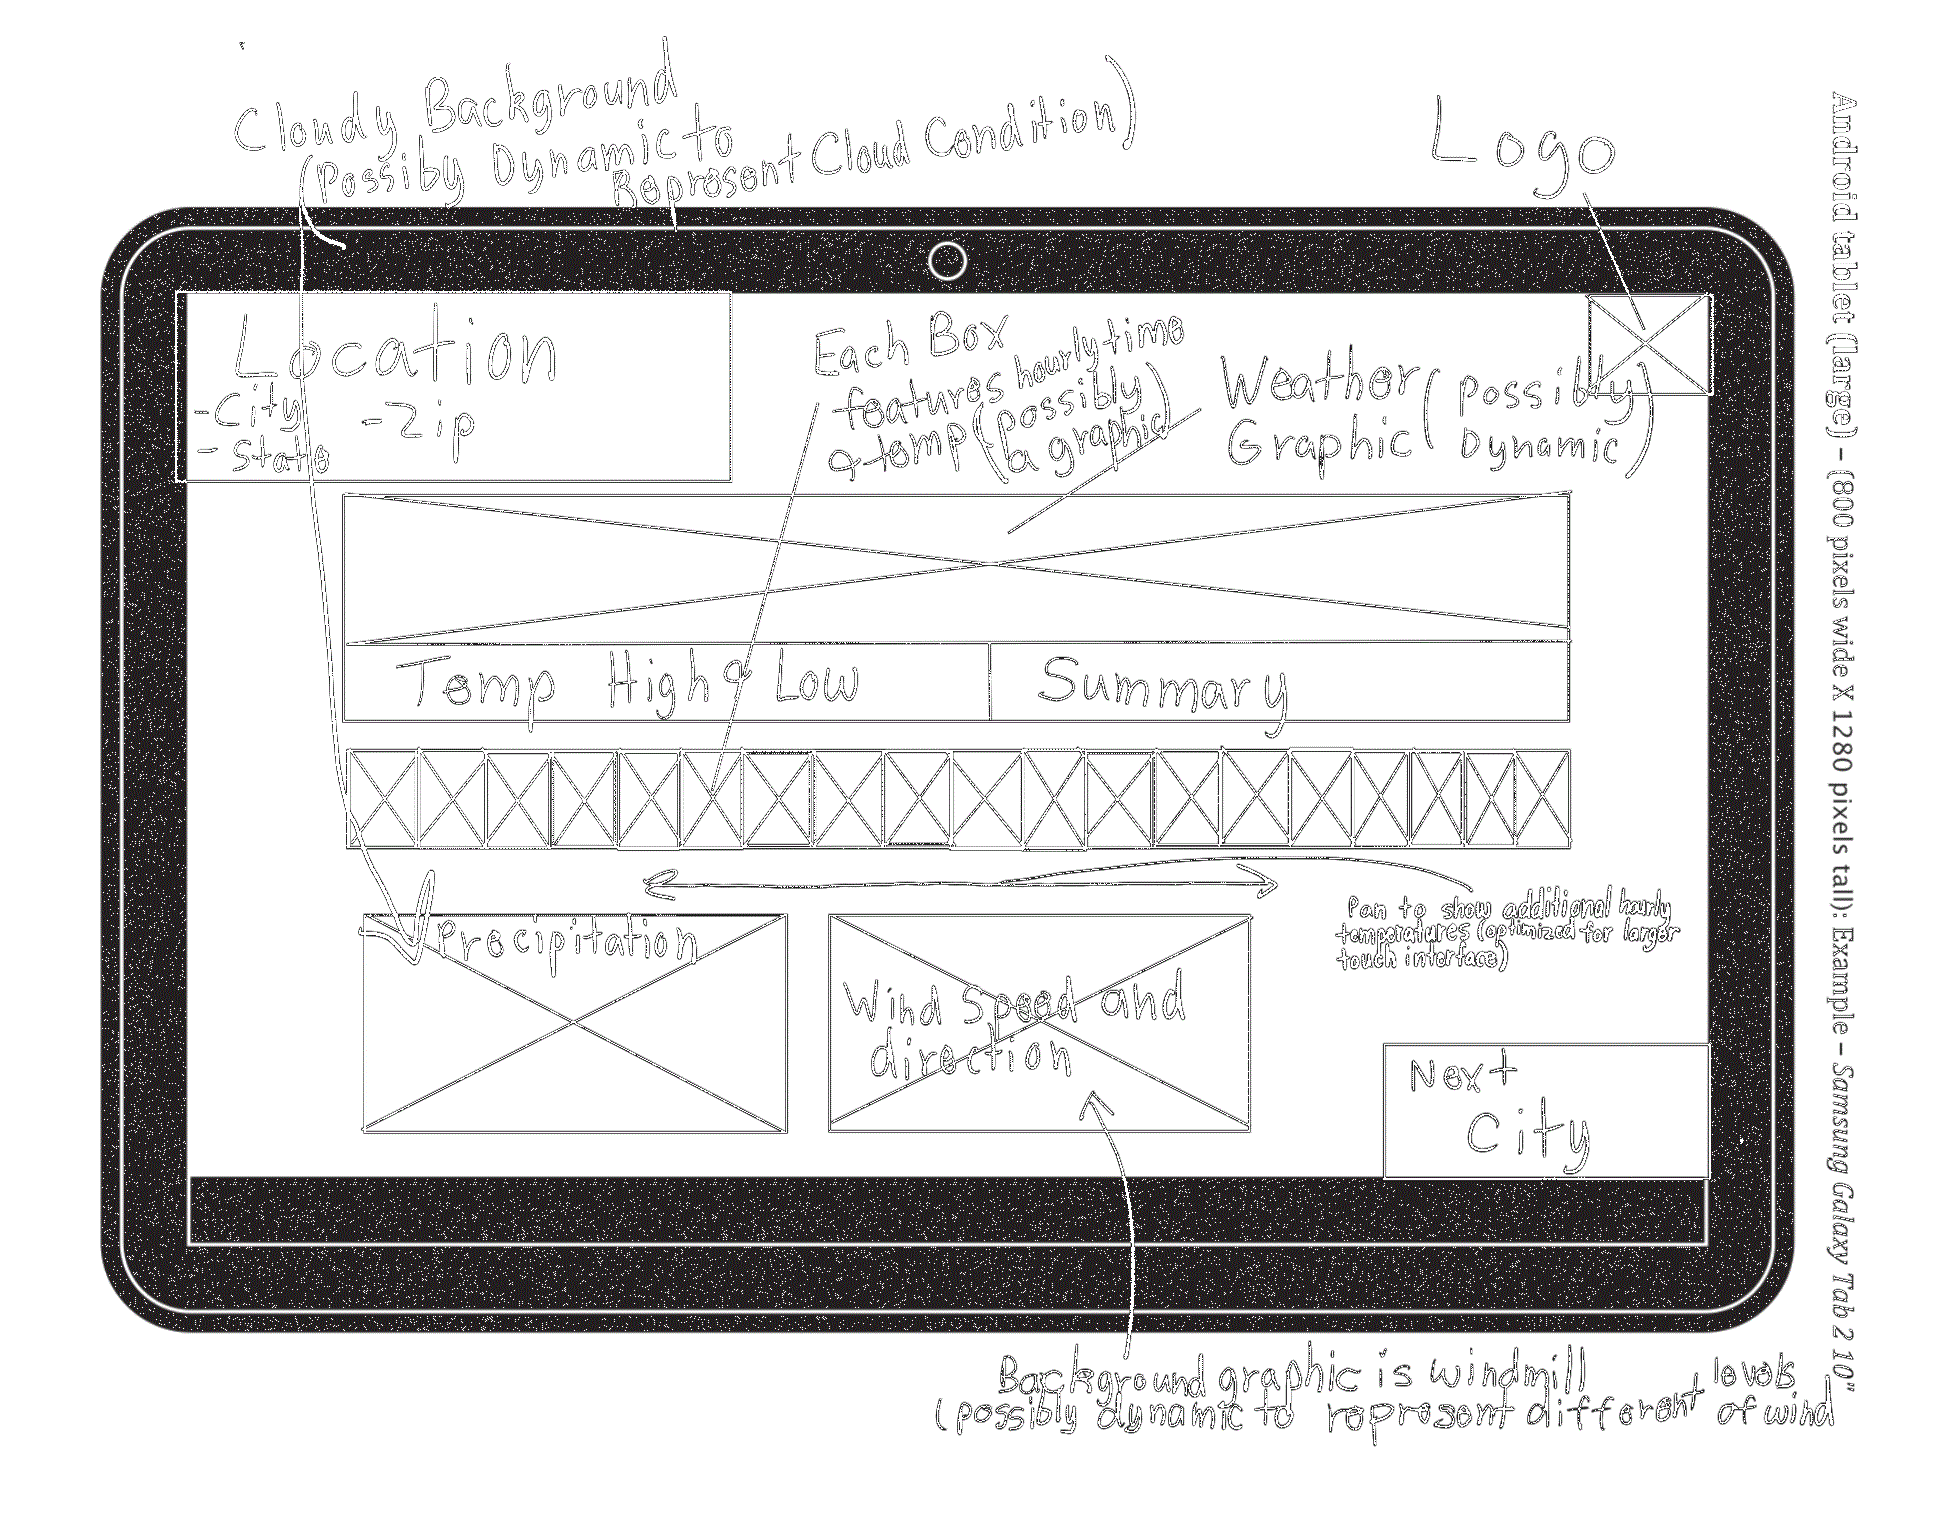 Cloudy Background
(Possiby Dynamic to
Represent Cloud Condition)
Logo
Location
-City
-Zip
-State
Each Box
features hourly time
& temp (possibly
a graphic)
Weather (possibly
Graphic Dynamic)
Temp High & Low
Summary
Pan to show additional hourly
temperatures (optimized for larger
touch interface)
Precipitation
Wind Speed and
direction
Next
City
Background graphic is windmill
(possibly dynamic to represent different levels
of wind
Android tablet (large) – (800 pixels wide X 1280 pixels tall): Example – Samsung Galaxy Tab 2 10"